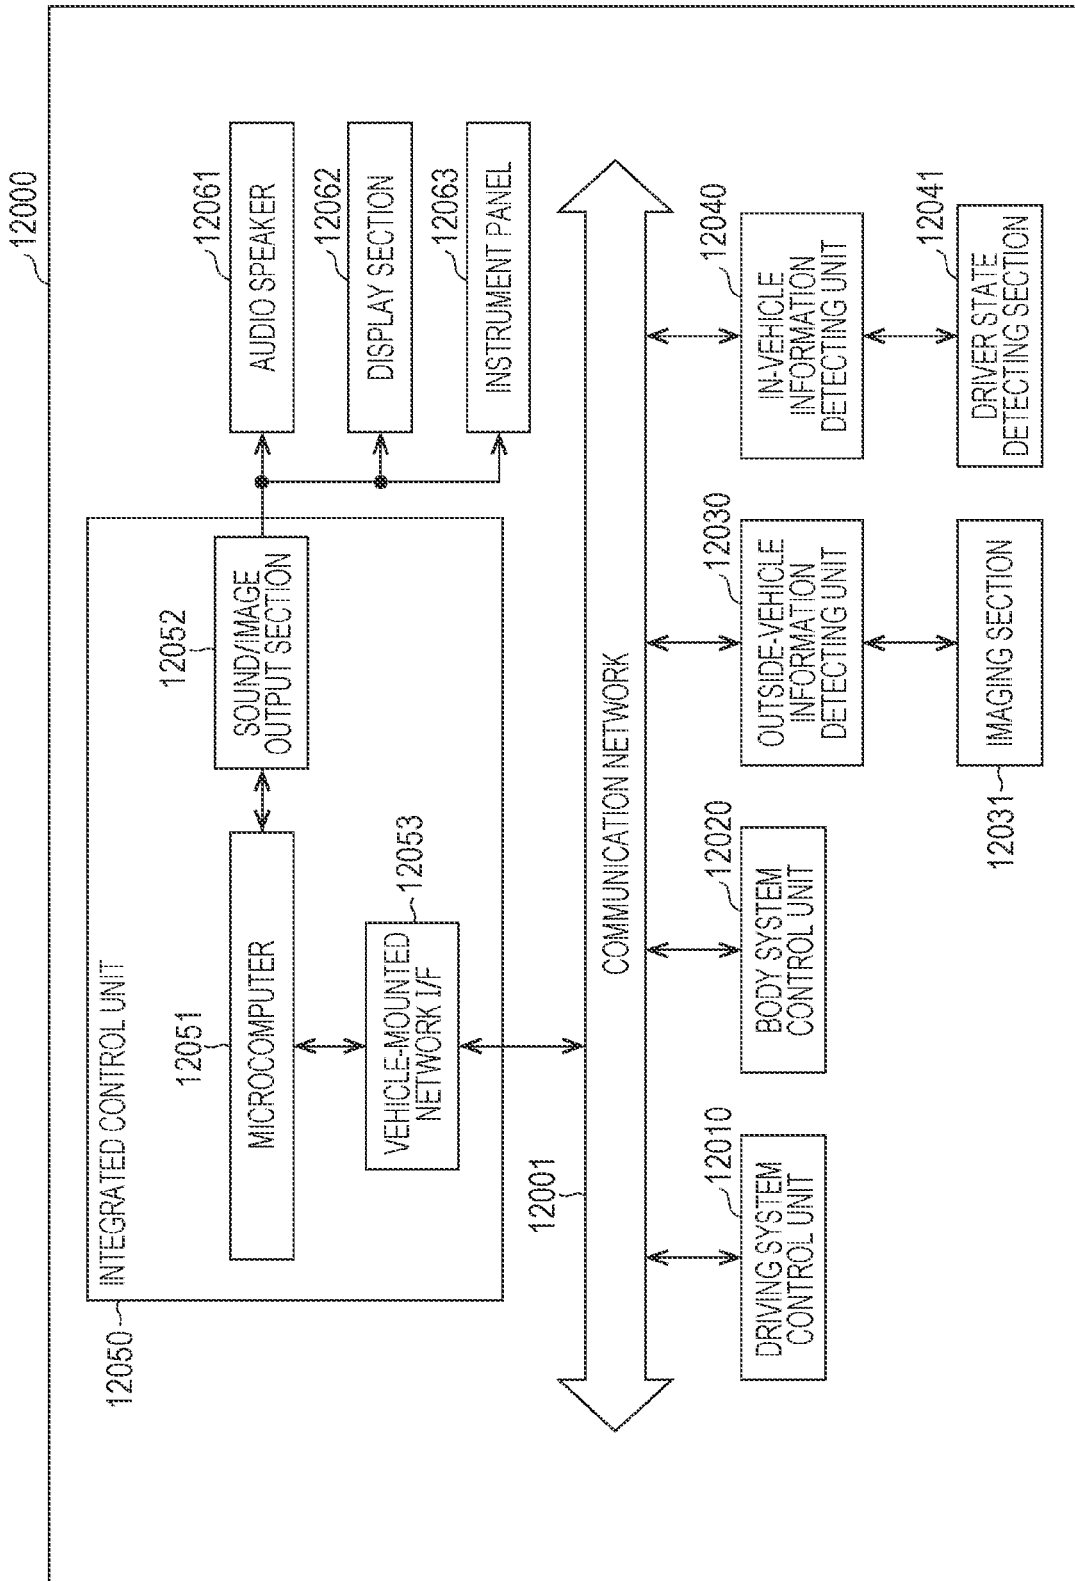 12000
INTEGRATED CONTROL UNIT
12050
12051
MICROCOMPUTER
12052
SOUND/IMAGE
OUTPUT SECTION
12053
VEHICLE-MOUNTED
NETWORK I/F
12061
AUDIO SPEAKER
12062
DISPLAY SECTION
12063
INSTRUMENT PANEL
12001
COMMUNICATION NETWORK
12010
DRIVING SYSTEM
CONTROL UNIT
12020
BODY SYSTEM
CONTROL UNIT
12030
OUTSIDE-VEHICLE
INFORMATION
DETECTING UNIT
12040
IN-VEHICLE
INFORMATION
DETECTING UNIT
12031
IMAGING SECTION
12041
DRIVER STATE
DETECTING SECTION